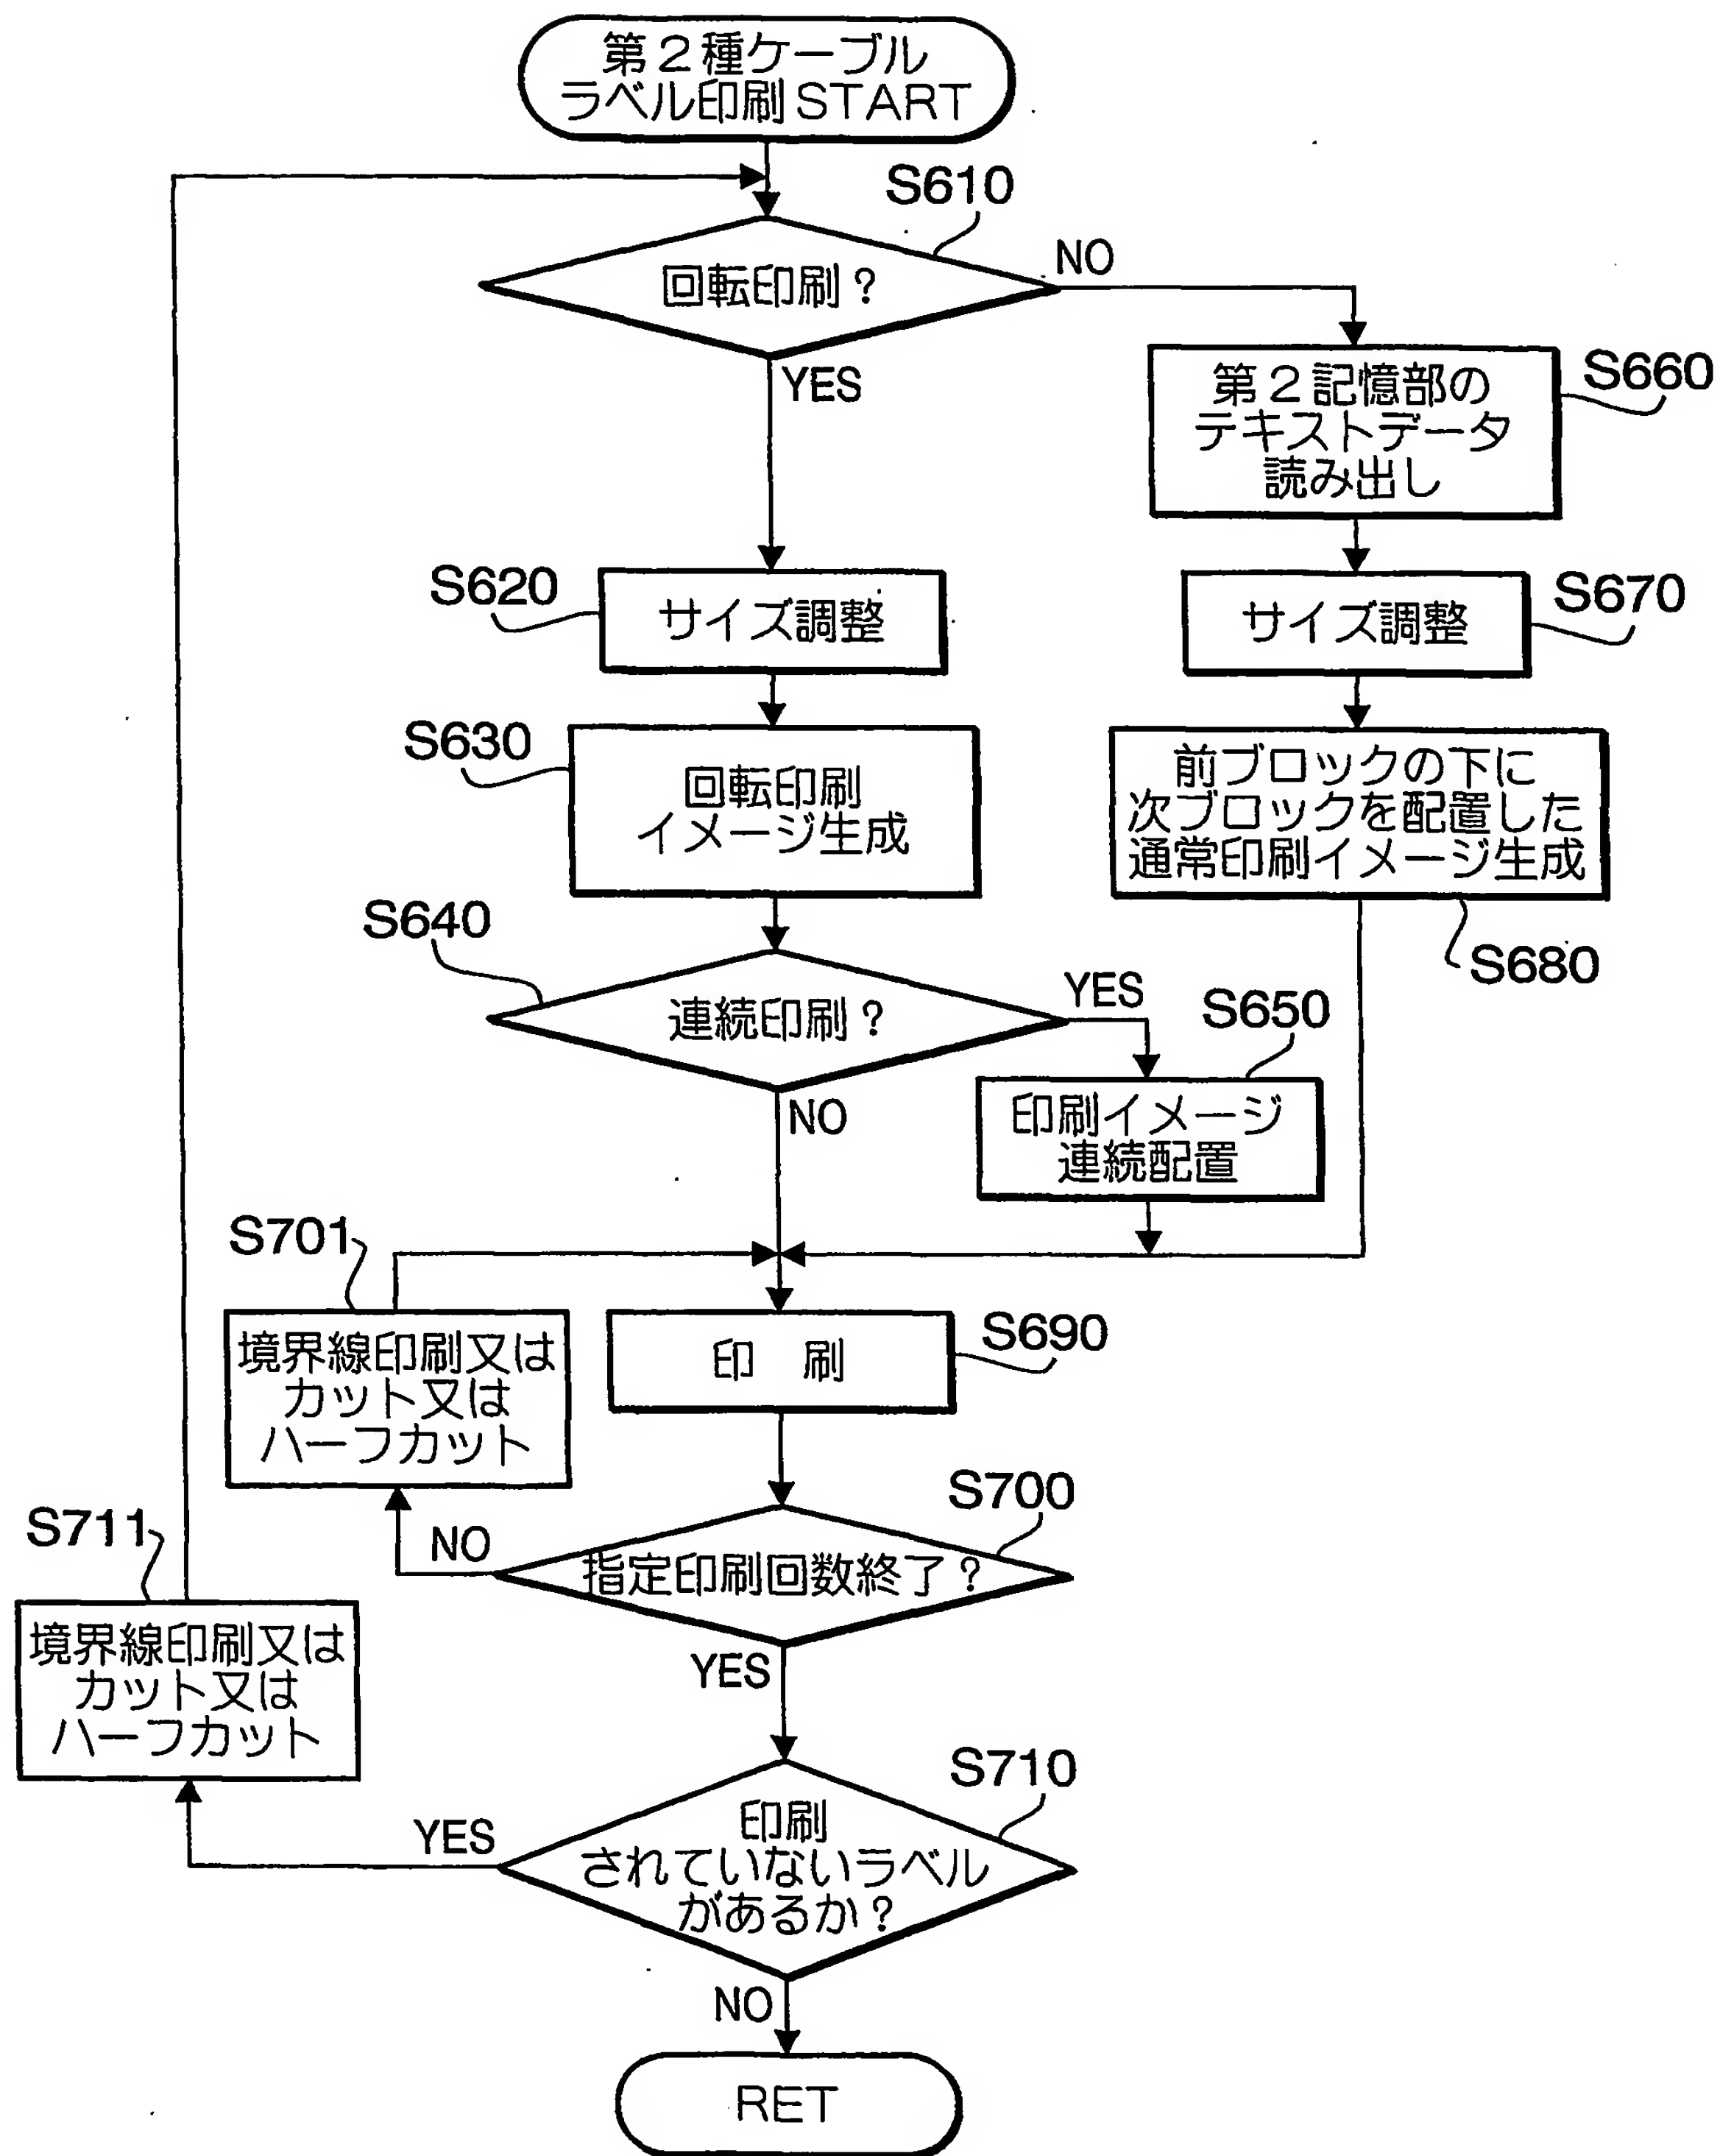 第２種ケーブル
ラベル印刷START
S610
回転印刷？
NO
YES
第２記憶部の
テキストデータ
読み出し
S660
S620
サイズ調整
サイズ調整
S670
S630
回転印刷
イメージ生成
前ブロックの下に
次ブロックを配置した
通常印刷イメージ生成
S680
S640
連続印刷？
YES
NO
S650
印刷イメージ
連続配置
S701
境界線印刷又は
カット又は
ハーフカット
印　刷
S690
S700
指定印刷回数終了？
NO
YES
S711
境界線印刷又は
カット又は
ハーフカット
S710
印刷
されていないラベル
があるか？
YES
NO
RET